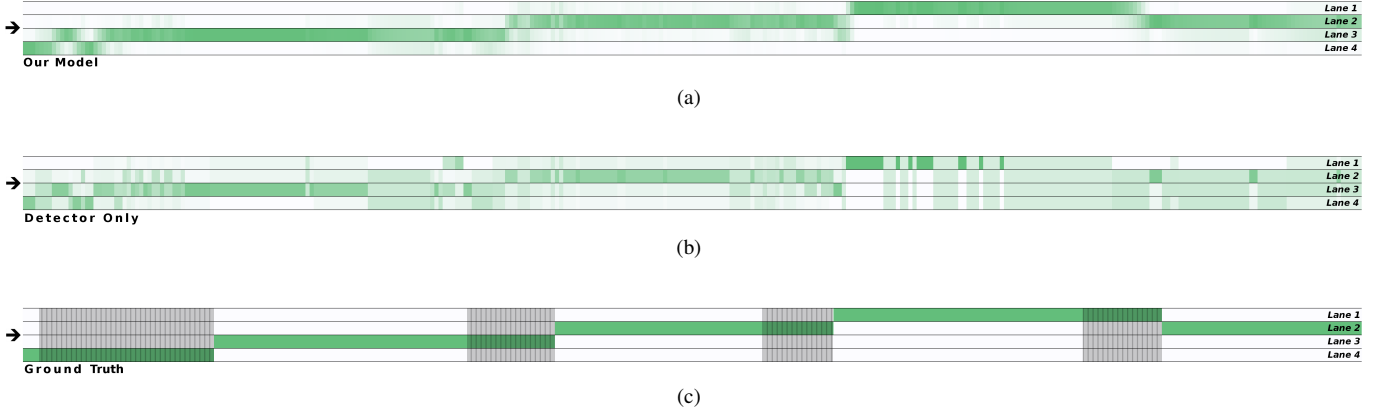 Lane 1
Lane 2
Lane 3
Lane 4
Our Model
(a)
Lane 1
Lane 2
Lane 3
Lane 4
Detector Only
(b)
Lane 1
Lane 2
Lane 3
Lane 4
Ground Truth
(c)